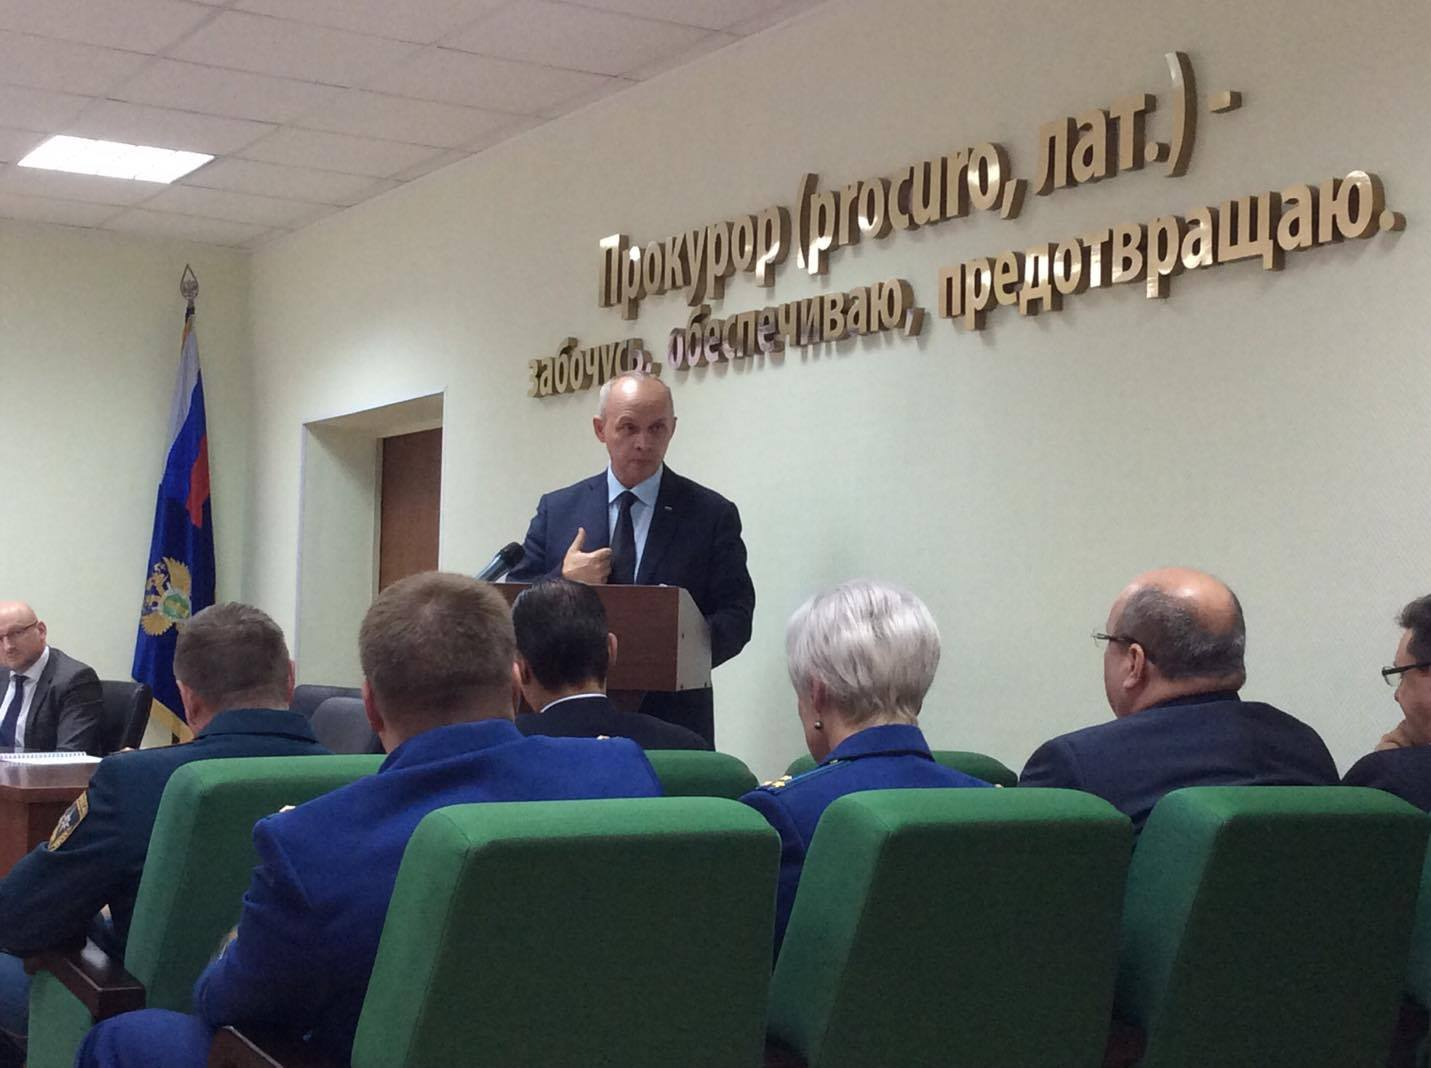 Прокурор (procuro, лат.) -
забочусь, обеспечиваю, предотвращаю.